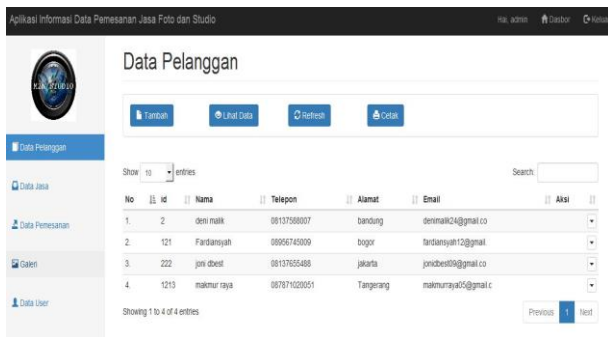 Aplikasi Informasi Data Pemesanan Jasa Foto dan Studio Hai, admin Dasbor Kelua
STUDIO
Data Pelanggan
Tambah Lihat Data Refresh Cetak
Data Pelanggan
Data Jasa
Data Pemesanan
Galeri
Data User
Show 10 entries Search:
No Id Nama Telepon Alamat Email Aksi
1. 2 deni malik 08137588007 bandung denimalik24@gmail.co
2. 121 Fardiansyah 08956745009 bogor fardiansyah12@gmail.
3. 222 joni dbest 08137655488 jakarta jonidbest09@gmail.co
4. 1213 makmur raya 087871020051 Tangerang makmurraya05@gmail.c
Showing 1 to 4 of 4 entries Previous 1 Next